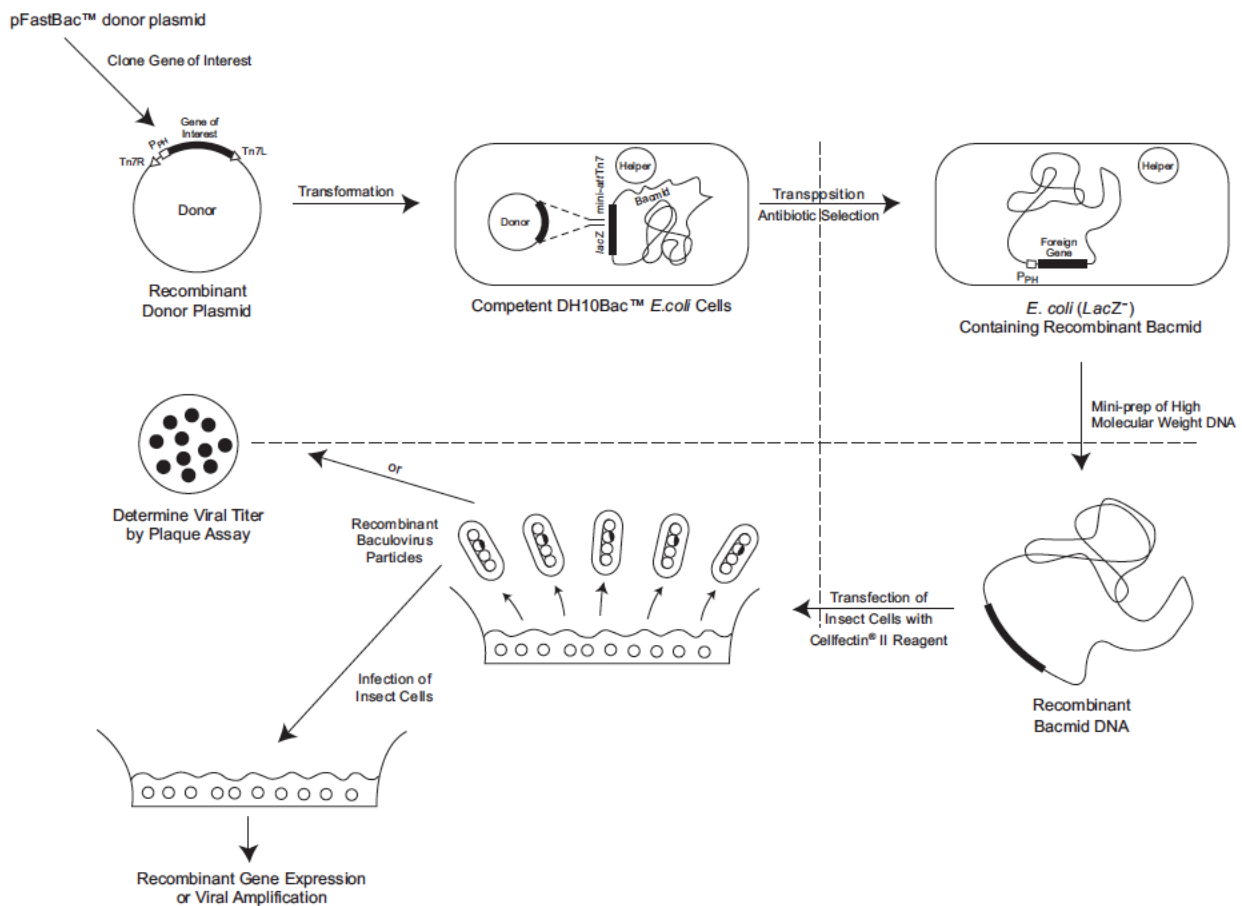 pFastBac™ donor plasmid
Clone Gene of Interest
Gene of
Interest
PPH
Tn7R
Tn7L
Donor
Recombinant
Donor Plasmid
Transformation
Helper
mini-attTn7
lacZ
Bacmid
Donor
Competent DH10Bac™ E.coli Cells
Transposition
Antibiotic Selection
Helper
Foreign
Gene
PPH
E. coli (LacZ⁻)
Containing Recombinant Bacmid
Mini-prep of High
Molecular Weight DNA
Recombinant
Bacmid DNA
Transfection of
Insect Cells with
Cellfectin® II Reagent
Recombinant
Baculovirus
Particles
or
Determine Viral Titer
by Plaque Assay
Infection of
Insect Cells
Recombinant Gene Expression
or Viral Amplification